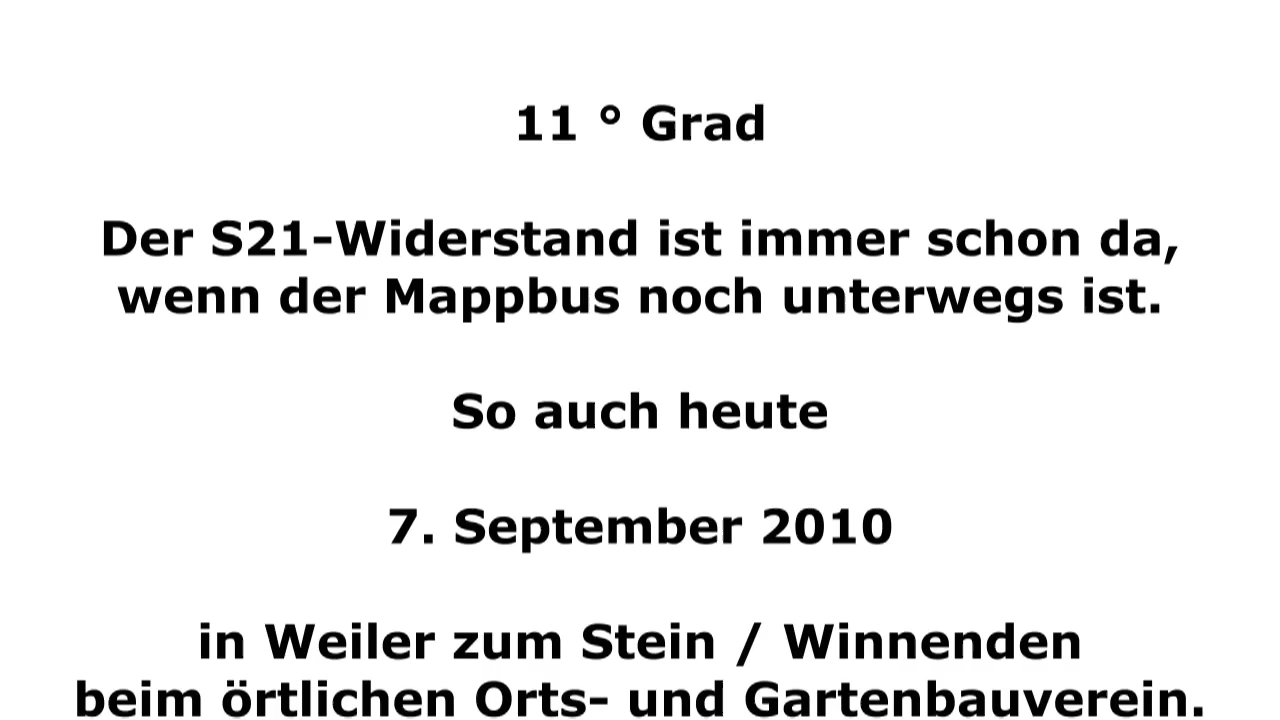 11 ° Grad
Der S21-Widerstand ist immer schon da,
wenn der Mappbus noch unterwegs ist.
So auch heute
7. September 2010
in Weiler zum Stein / Winnenden
beim örtlichen Orts- und Gartenbauverein.